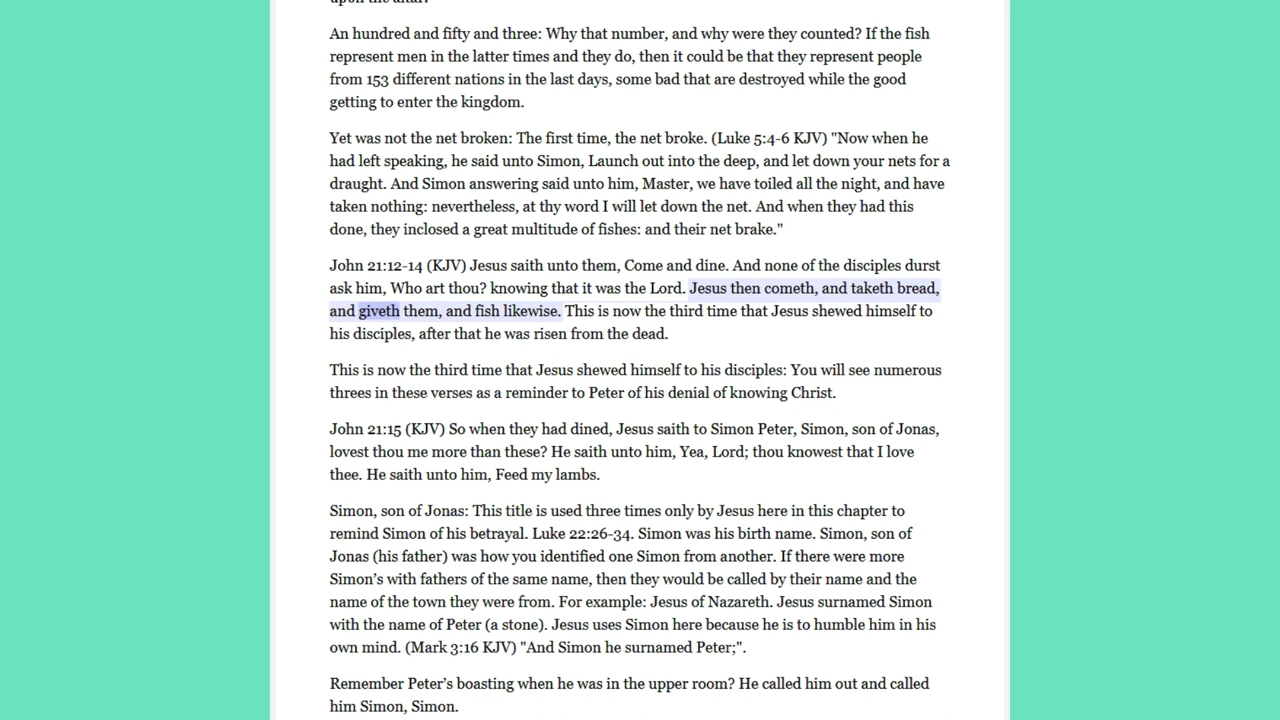 upon the altar.
An hundred and fifty and three: Why that number, and why were they counted? If the fish
represent men in the latter times and they do, then it could be that they represent people
from 153 different nations in the last days, some bad that are destroyed while the good
getting to enter the kingdom.
Yet was not the net broken: The first time, the net broke. (Luke 5:4-6 KJV) "Now when he
had left speaking, he said unto Simon, Launch out into the deep, and let down your nets for a
draught. And Simon answering said unto him, Master, we have toiled all the night, and have
taken nothing: nevertheless, at thy word I will let down the net. And when they had this
done, they inclosed a great multitude of fishes: and their net brake."
John 21:12-14 (KJV) Jesus saith unto them, Come and dine. And none of the disciples durst
ask him, Who art thou? knowing that it was the Lord. Jesus then cometh, and taketh bread,
and giveth them, and fish likewise. This is now the third time that Jesus shewed himself to
his disciples, after that he was risen from the dead.
This is now the third time that Jesus shewed himself to his disciples: You will see numerous
threes in these verses as a reminder to Peter of his denial of knowing Christ.
John 21:15 (KJV) So when they had dined, Jesus saith to Simon Peter, Simon, son of Jonas,
lovest thou me more than these? He saith unto him, Yea, Lord; thou knowest that I love
thee. He saith unto him, Feed my lambs.
Simon, son of Jonas: This title is used three times only by Jesus here in this chapter to
remind Simon of his betrayal. Luke 22:26-34. Simon was his birth name. Simon, son of
Jonas (his father) was how you identified one Simon from another. If there were more
Simon’s with fathers of the same name, then they would be called by their name and the
name of the town they were from. For example: Jesus of Nazareth. Jesus surnamed Simon
with the name of Peter (a stone). Jesus uses Simon here because he is to humble him in his
own mind. (Mark 3:16 KJV) "And Simon he surnamed Peter;".
Remember Peter’s boasting when he was in the upper room? He called him out and called
him Simon, Simon.